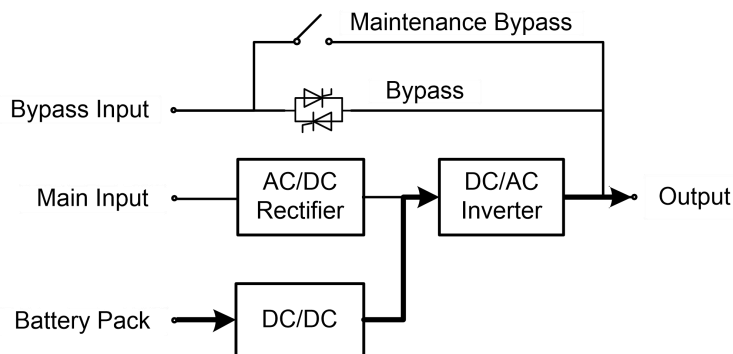 Maintenance Bypass
Bypass Input
Bypass
Main Input
AC/DC
Rectifier
DC/AC
Inverter
Output
Battery Pack
DC/DC